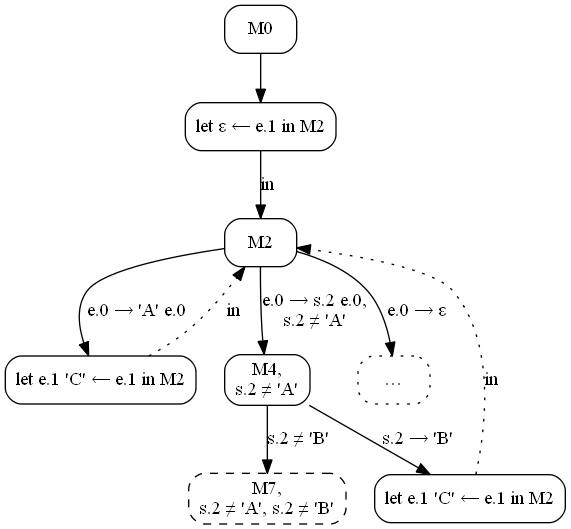 M0
let ε ← e.1 in M2
in
M2
e.0 → 'A' e.0
in
e.0 → s.2 e.0,
s.2 ≠ 'A'
e.0 → ε
let e.1 'C' ← e.1 in M2
M4,
s.2 ≠ 'A'
...
in
s.2 ≠ 'B'
s.2 → 'B'
M7,
s.2 ≠ 'A', s.2 ≠ 'B'
let e.1 'C' ← e.1 in M2